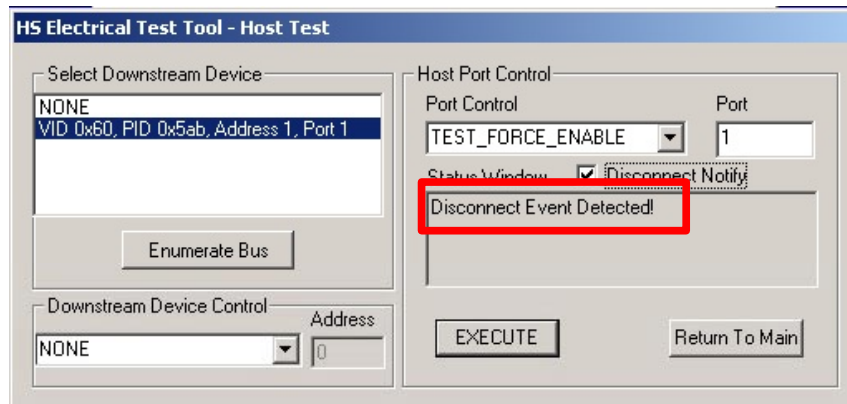 HS Electrical Test Tool - Host Test
Select Downstream Device
NONE
VID 0x60, PID 0x5ab, Address 1, Port 1
Enumerate Bus
Downstream Device Control
Address
NONE
0
Host Port Control
Port Control
Port
TEST_FORCE_ENABLE
1
Status Window
Disconnect Notify
Disconnect Event Detected!
EXECUTE
Return To Main